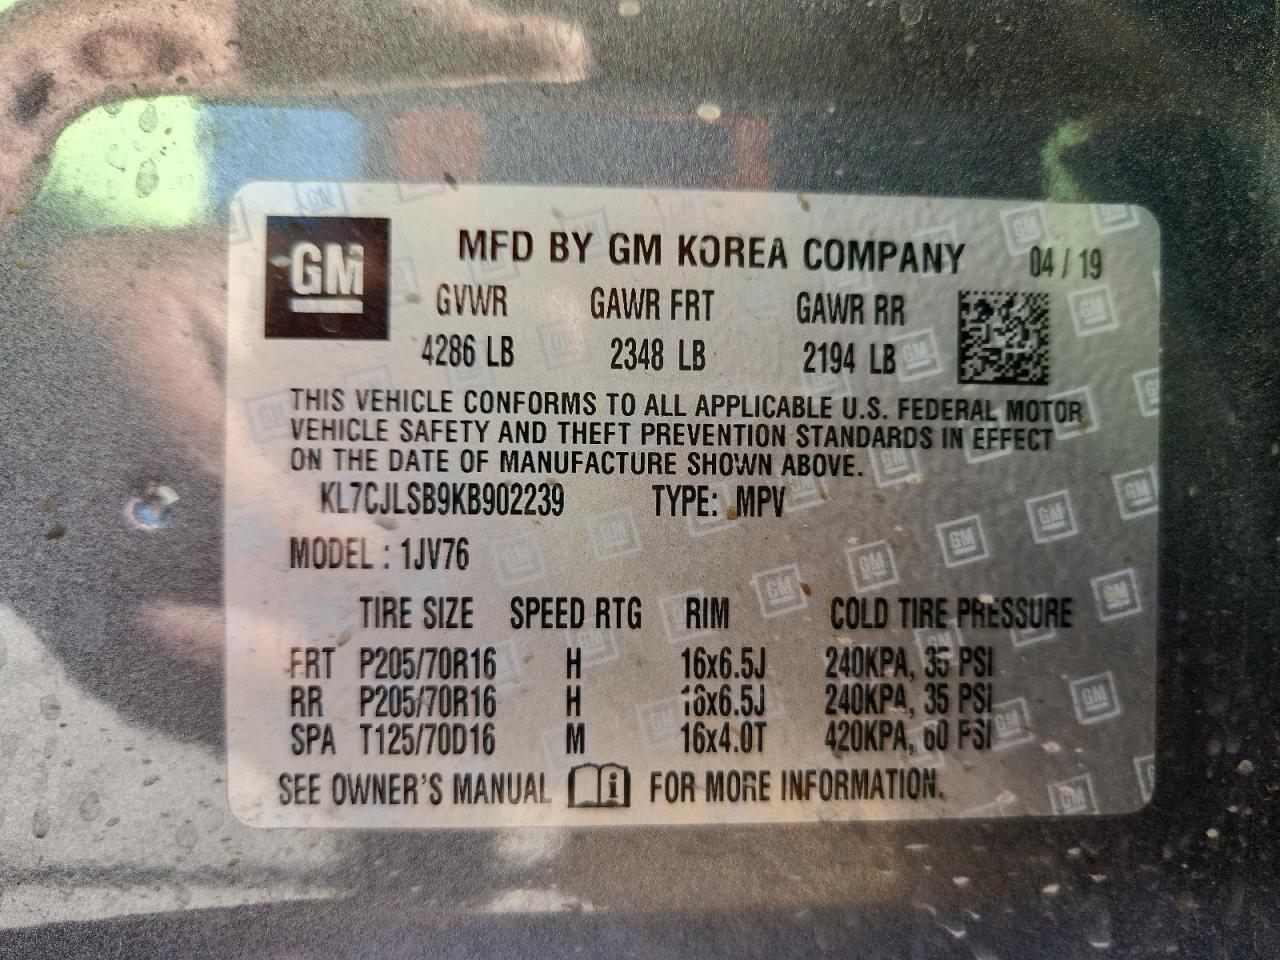 GM
MFD BY GM KOREA COMPANY 04 / 19
GVWR GAWR FRT GAWR RR
4286 LB 2348 LB 2194 LB
THIS VEHICLE CONFORMS TO ALL APPLICABLE U.S. FEDERAL MOTOR
VEHICLE SAFETY AND THEFT PREVENTION STANDARDS IN EFFECT
ON THE DATE OF MANUFACTURE SHOWN ABOVE.
KL7CJLSB9KB902239 TYPE: MPV
MODEL : 1JV76
TIRE SIZE SPEED RTG RIM COLD TIRE PRESSURE
FRT P205/70R16 H 16x6.5J 240KPA, 35 PSI
RR P205/70R16 H 16x6.5J 240KPA, 35 PSI
SPA T125/70D16 M 16x4.0T 420KPA, 60 PSI
SEE OWNER'S MANUAL i FOR MORE INFORMATION.